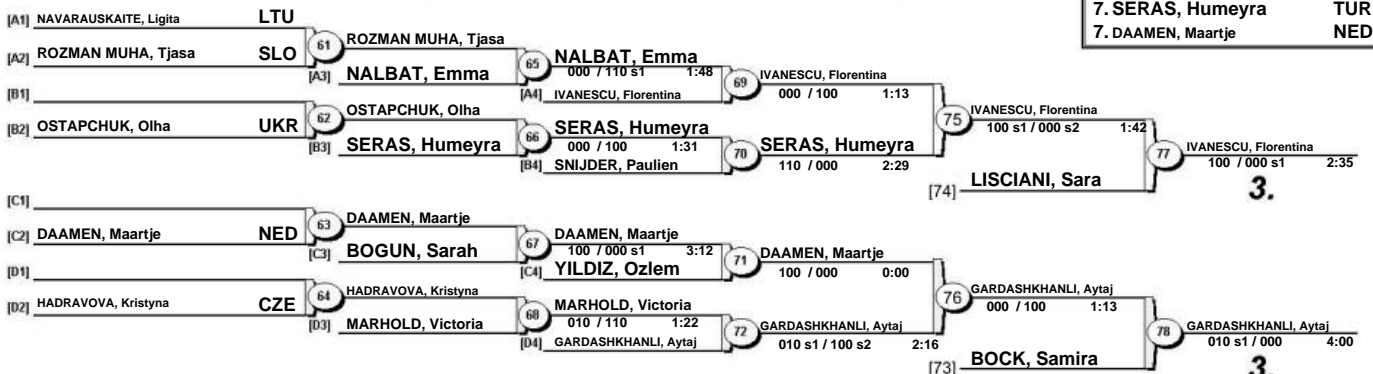 7. SERAS, Humeyra TUR
7. DAAMEN, Maartje NED
[A1] NAVARAUSKAITE, Ligita LTU
61
ROZMAN MUHA, Tjasa
[A2] ROZMAN MUHA, Tjasa SLO
[A3] NALBAT, Emma
65
NALBAT, Emma
000 / 110 s1 1:48
[A4] IVANESCU, Florentina
69
IVANESCU, Florentina
000 / 100 1:13
[B1]
62
OSTAPCHUK, Olha
[B2] OSTAPCHUK, Olha UKR
[B3] SERAS, Humeyra
66
SERAS, Humeyra
000 / 100 1:31
[B4] SNIJDER, Paulien
70
SERAS, Humeyra
110 / 000 2:29
75
IVANESCU, Florentina
100 s1 / 000 s2 1:42
[74] LISCIANI, Sara
77
IVANESCU, Florentina
100 / 000 s1 2:35
3.
[C1]
63
DAAMEN, Maartje
[C2] DAAMEN, Maartje NED
[C3] BOGUN, Sarah
67
DAAMEN, Maartje
100 / 000 s1 3:12
[C4] YILDIZ, Ozlem
71
DAAMEN, Maartje
100 / 000 0:00
[D1]
64
HADRAVOVA, Kristyna
[D2] HADRAVOVA, Kristyna CZE
[D3] MARHOLD, Victoria
68
MARHOLD, Victoria
010 / 110 1:22
[D4] GARDASHKHANLI, Aytaj
72
GARDASHKHANLI, Aytaj
010 s1 / 100 s2 2:16
76
GARDASHKHANLI, Aytaj
000 / 100 1:13
[73] BOCK, Samira
78
GARDASHKHANLI, Aytaj
010 s1 / 000 4:00
3.